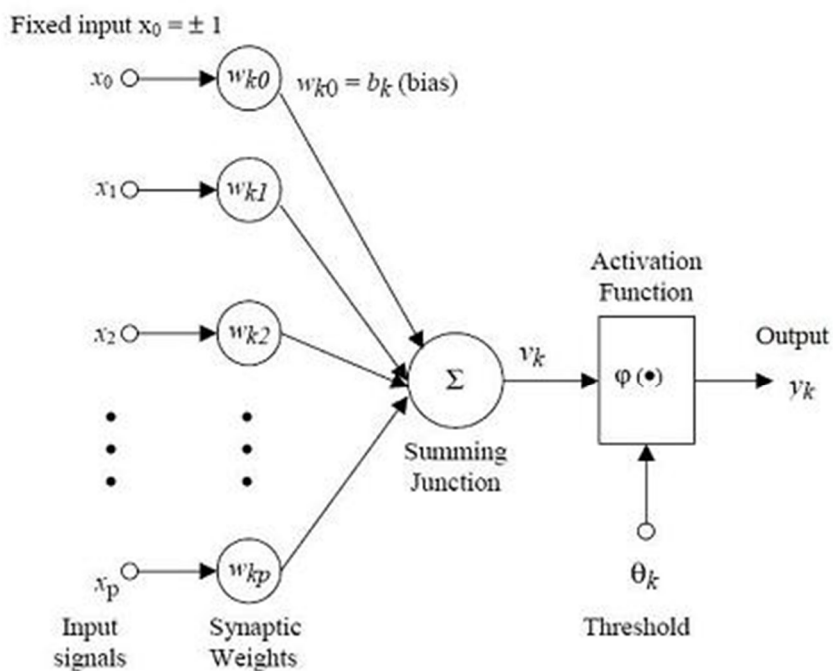 Fixed input x₀ = ± 1
x₀
wₖ₀
wₖ₀ = bₖ (bias)
x₁
wₖ₁
Activation
Function
x₂
wₖ₂
Σ
vₖ
φ (•)
Output
yₖ
Summing
Junction
xₚ
wₖₚ
θₖ
Input
signals
Synaptic
Weights
Threshold